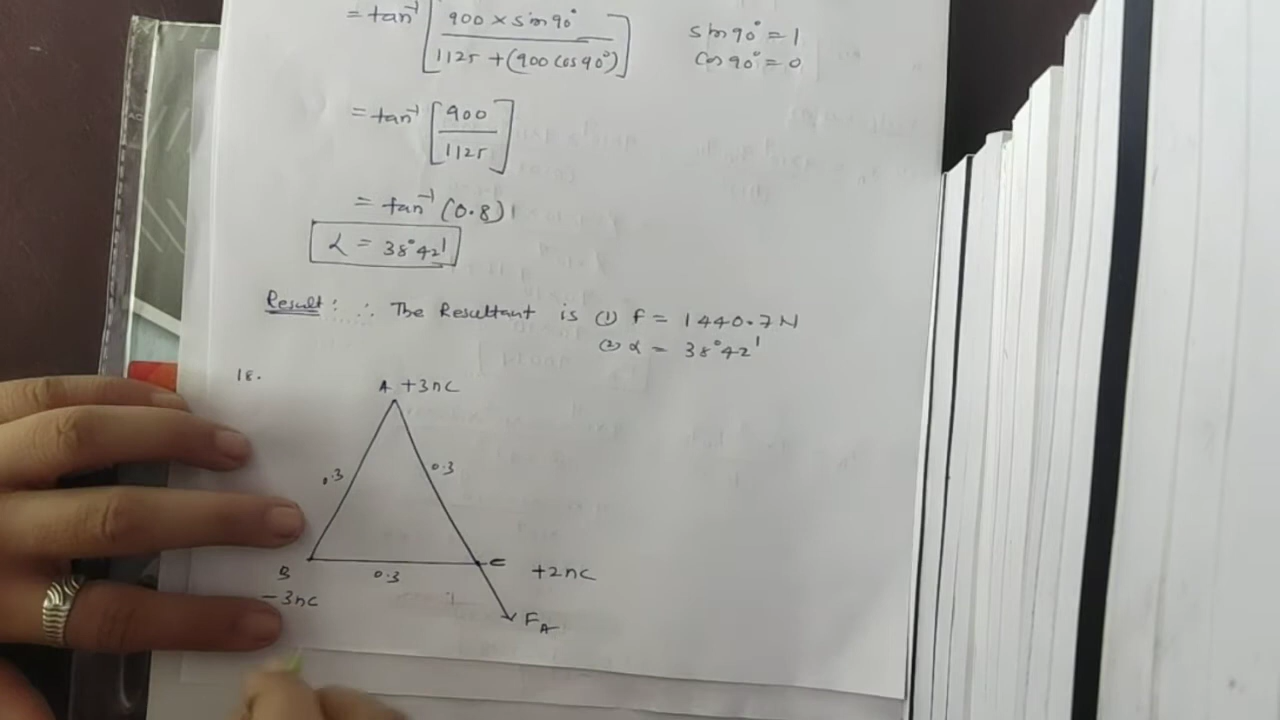 = tan⁻¹ [ 900 × sin 90° / 1125 + (900 cos 90°) ]
sin 90° = 1
cos 90° = 0
= tan⁻¹ [ 900 / 1125 ]
= tan⁻¹ (0.8)
α = 38°42'
Result: ∴ The Resultant is (1) F = 1440.7 N
(2) α = 38°42'
18.
A +3nc
0.3
0.3
B
0.3
C
+2nc
-3nc
F_A